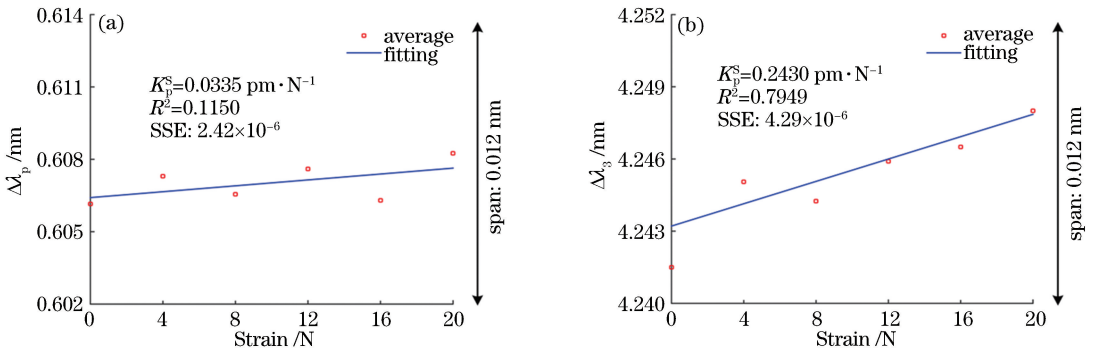 (a)
0.614
0.611
0.608
0.605
0.602
Δλp /nm
average
fitting
K_p^S=0.0335 pm·N⁻¹
R²=0.1150
SSE: 2.42×10⁻⁶
span: 0.012 nm
0 4 8 12 16 20
Strain /N
(b)
4.252
4.249
4.246
4.243
4.240
Δλ₃ /nm
average
fitting
K_p^S=0.2430 pm·N⁻¹
R²=0.7949
SSE: 4.29×10⁻⁶
span: 0.012 nm
0 4 8 12 16 20
Strain /N